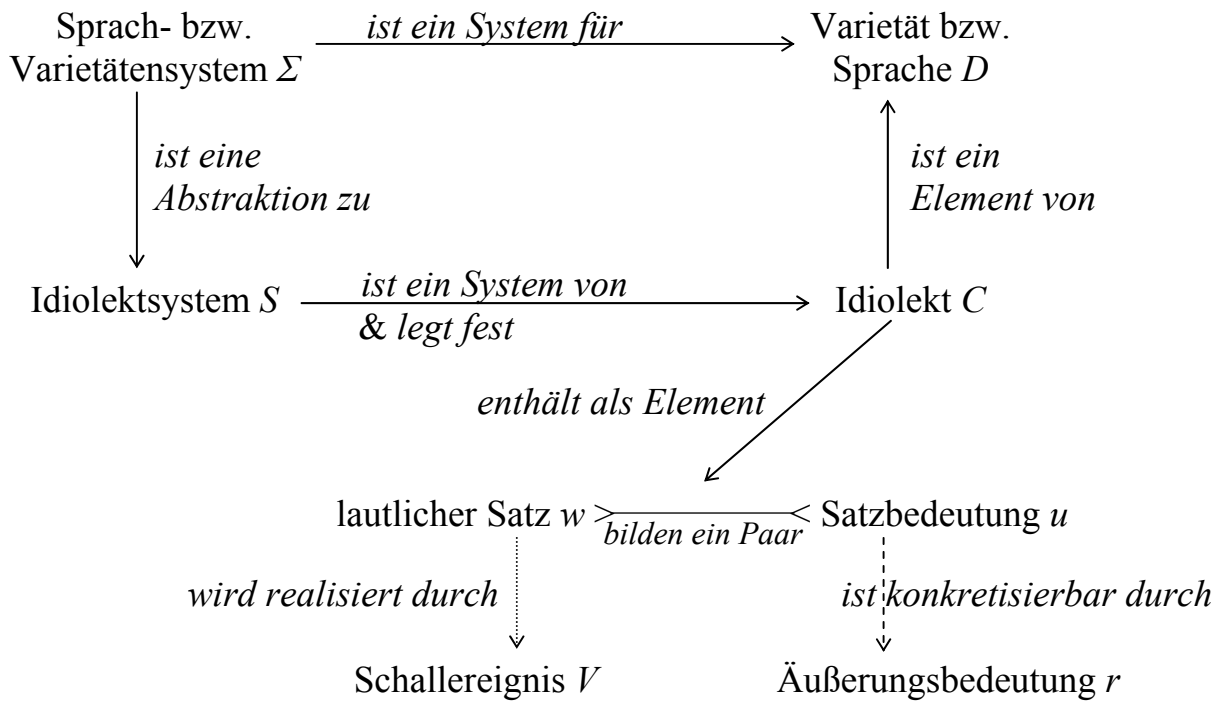 Sprach- bzw. ist ein System für Varietät bzw.
Varietätensystem Σ Sprache D
ist eine ist ein
Abstraktion zu Element von
Idiolektsystem S ist ein System von Idiolekt C
& legt fest
enthält als Element
lautlicher Satz w bilden ein Paar Satzbedeutung u
wird realisiert durch ist konkretisierbar durch
Schallereignis V Äußerungsbedeutung r